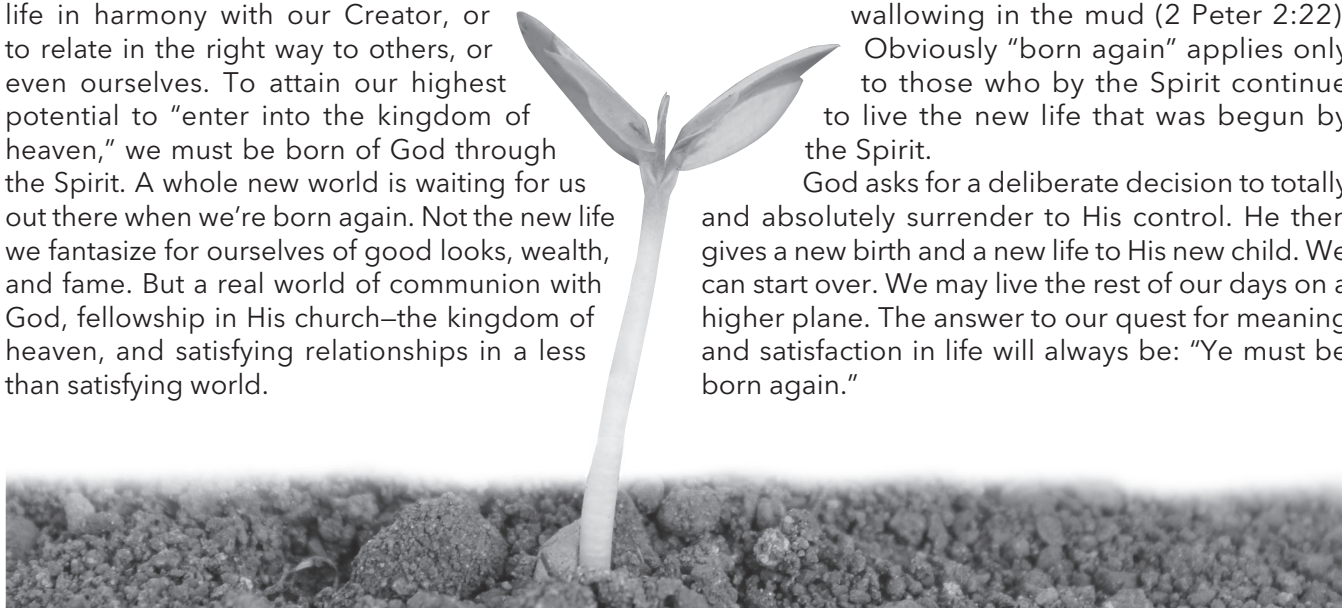 life in harmony with our Creator, or
to relate in the right way to others, or
even ourselves. To attain our highest
potential to “enter into the kingdom of
heaven,” we must be born of God through
the Spirit. A whole new world is waiting for us
out there when we’re born again. Not the new life
we fantasize for ourselves of good looks, wealth,
and fame. But a real world of communion with
God, fellowship in His church—the kingdom of
heaven, and satisfying relationships in a less
than satisfying world.
wallowing in the mud (2 Peter 2:22)
Obviously “born again” applies only
to those who by the Spirit continue
to live the new life that was begun by
the Spirit.
God asks for a deliberate decision to totally
and absolutely surrender to His control. He then
gives a new birth and a new life to His new child. We
can start over. We may live the rest of our days on a
higher plane. The answer to our quest for meaning
and satisfaction in life will always be: “Ye must be
born again.”